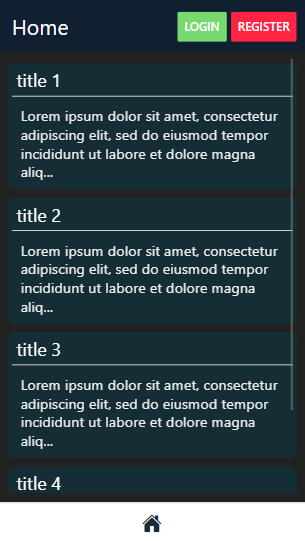 Home
LOGIN
REGISTER
title 1
Lorem ipsum dolor sit amet, consectetur
adipiscing elit, sed do eiusmod tempor
incididunt ut labore et dolore magna
aliq...
title 2
Lorem ipsum dolor sit amet, consectetur
adipiscing elit, sed do eiusmod tempor
incididunt ut labore et dolore magna
aliq...
title 3
Lorem ipsum dolor sit amet, consectetur
adipiscing elit, sed do eiusmod tempor
incididunt ut labore et dolore magna
aliq...
title 4